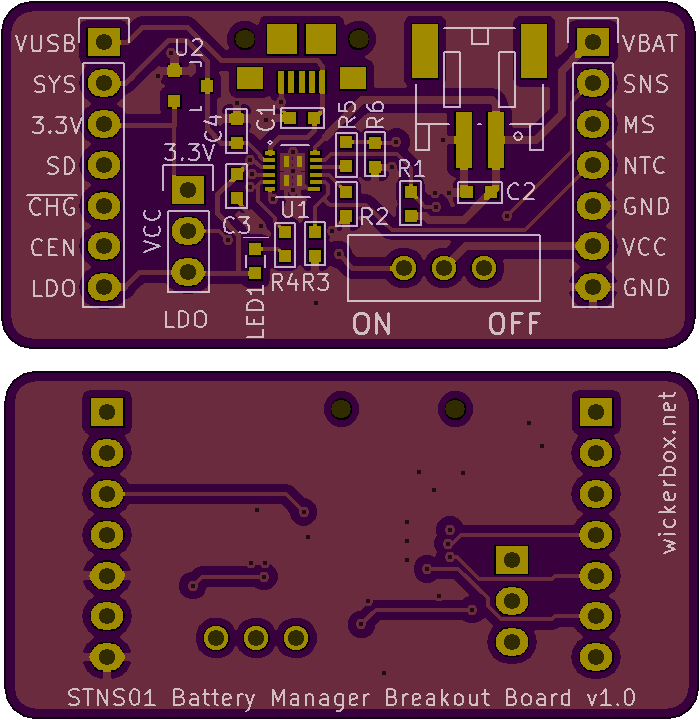 VUSB
U2
VBAT
SYS
SNS
3.3V
C4
C1
R5
R6
MS
SD
3.3V
R1
NTC
CHG
VCC
C3
U1
R2
C2
GND
CEN
VCC
LDO
LED1
R4
R3
GND
LDO
ON
OFF
wickerbox.net
STNS01 Battery Manager Breakout Board v1.0